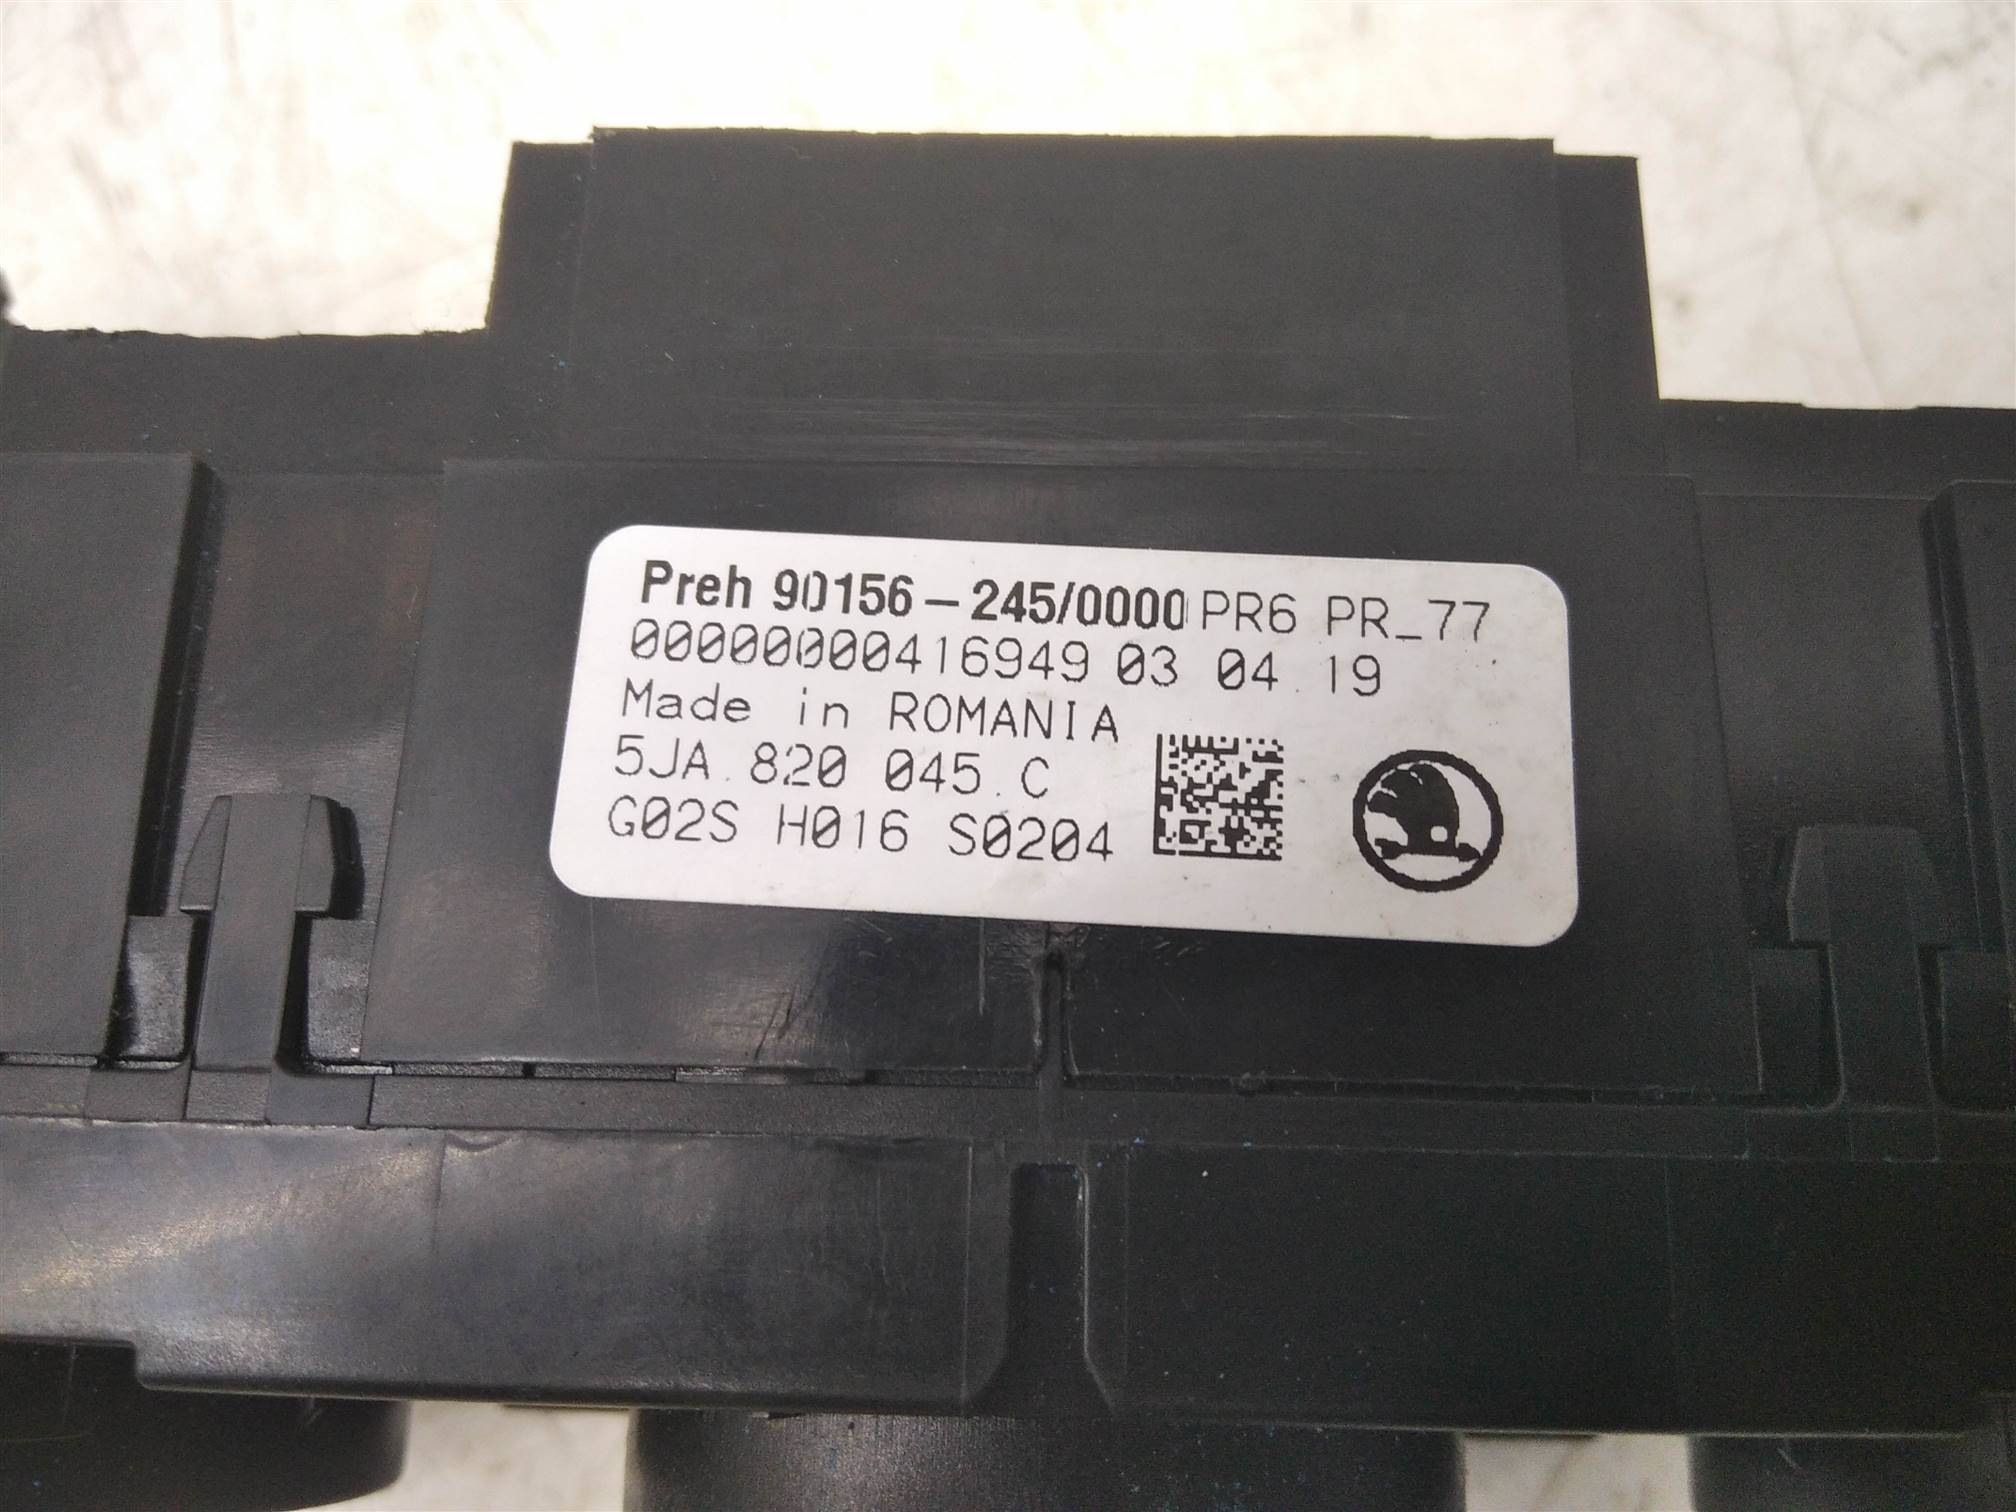 Preh 90156-245/0000 PR6 PR_77
00000000416949 03.04.19
Made in ROMANIA
5JA.820 045.C
G02S H016 S0204